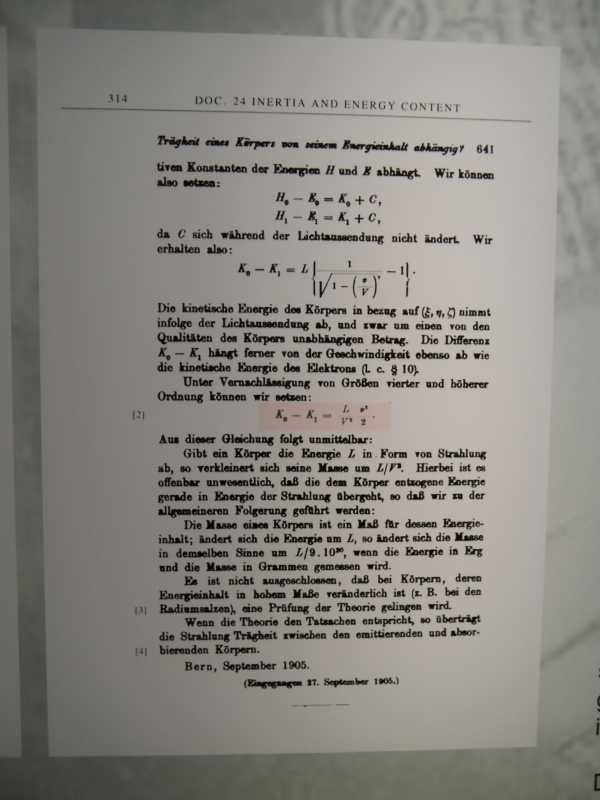 314 DOC. 24 INERTIA AND ENERGY CONTENT
Trägheit eines Körpers von seinem Energieinhalt abhängig? 641
tiven Konstanten der Energien H und E abhängt. Wir können
also setzen:
H₀ − E₀ = K₀ + C,
H₁ − E₁ = K₁ + C,
da C sich während der Lichtaussendung nicht ändert. Wir
erhalten also:
K₀ − K₁ = L { 1 / √(1 − (v/V)²) − 1 } .
Die kinetische Energie des Körpers in bezug auf (ξ, η, ζ) nimmt
infolge der Lichtaussendung ab, und zwar um einen von den
Qualitäten des Körpers unabhängigen Betrag. Die Differenz
K₀ − K₁ hängt ferner von der Geschwindigkeit ebenso ab wie
die kinetische Energie des Elektrons (l. c. § 10).
Unter Vernachlässigung von Größen vierter und höherer
Ordnung können wir setzen:
[2] K₀ − K₁ = L/V² v²/2 .
Aus dieser Gleichung folgt unmittelbar:
Gibt ein Körper die Energie L in Form von Strahlung
ab, so verkleinert sich seine Masse um L/V². Hierbei ist es
offenbar unwesentlich, daß die dem Körper entzogene Energie
gerade in Energie der Strahlung übergeht, so daß wir zu der
allgemeineren Folgerung geführt werden:
Die Masse eines Körpers ist ein Maß für dessen Energie-
inhalt; ändert sich die Energie um L, so ändert sich die Masse
in demselben Sinne um L/9.10²⁰, wenn die Energie in Erg
und die Masse in Grammen gemessen wird.
Es ist nicht ausgeschlossen, daß bei Körpern, deren
Energieinhalt in hohem Maße veränderlich ist (z. B. bei den
[3] Radiumsalzen), eine Prüfung der Theorie gelingen wird.
Wenn die Theorie den Tatsachen entspricht, so überträgt
die Strahlung Trägheit zwischen den emittierenden und absor-
[4] bierenden Körpern.
Bern, September 1905.
(Eingegangen 27. September 1905.)